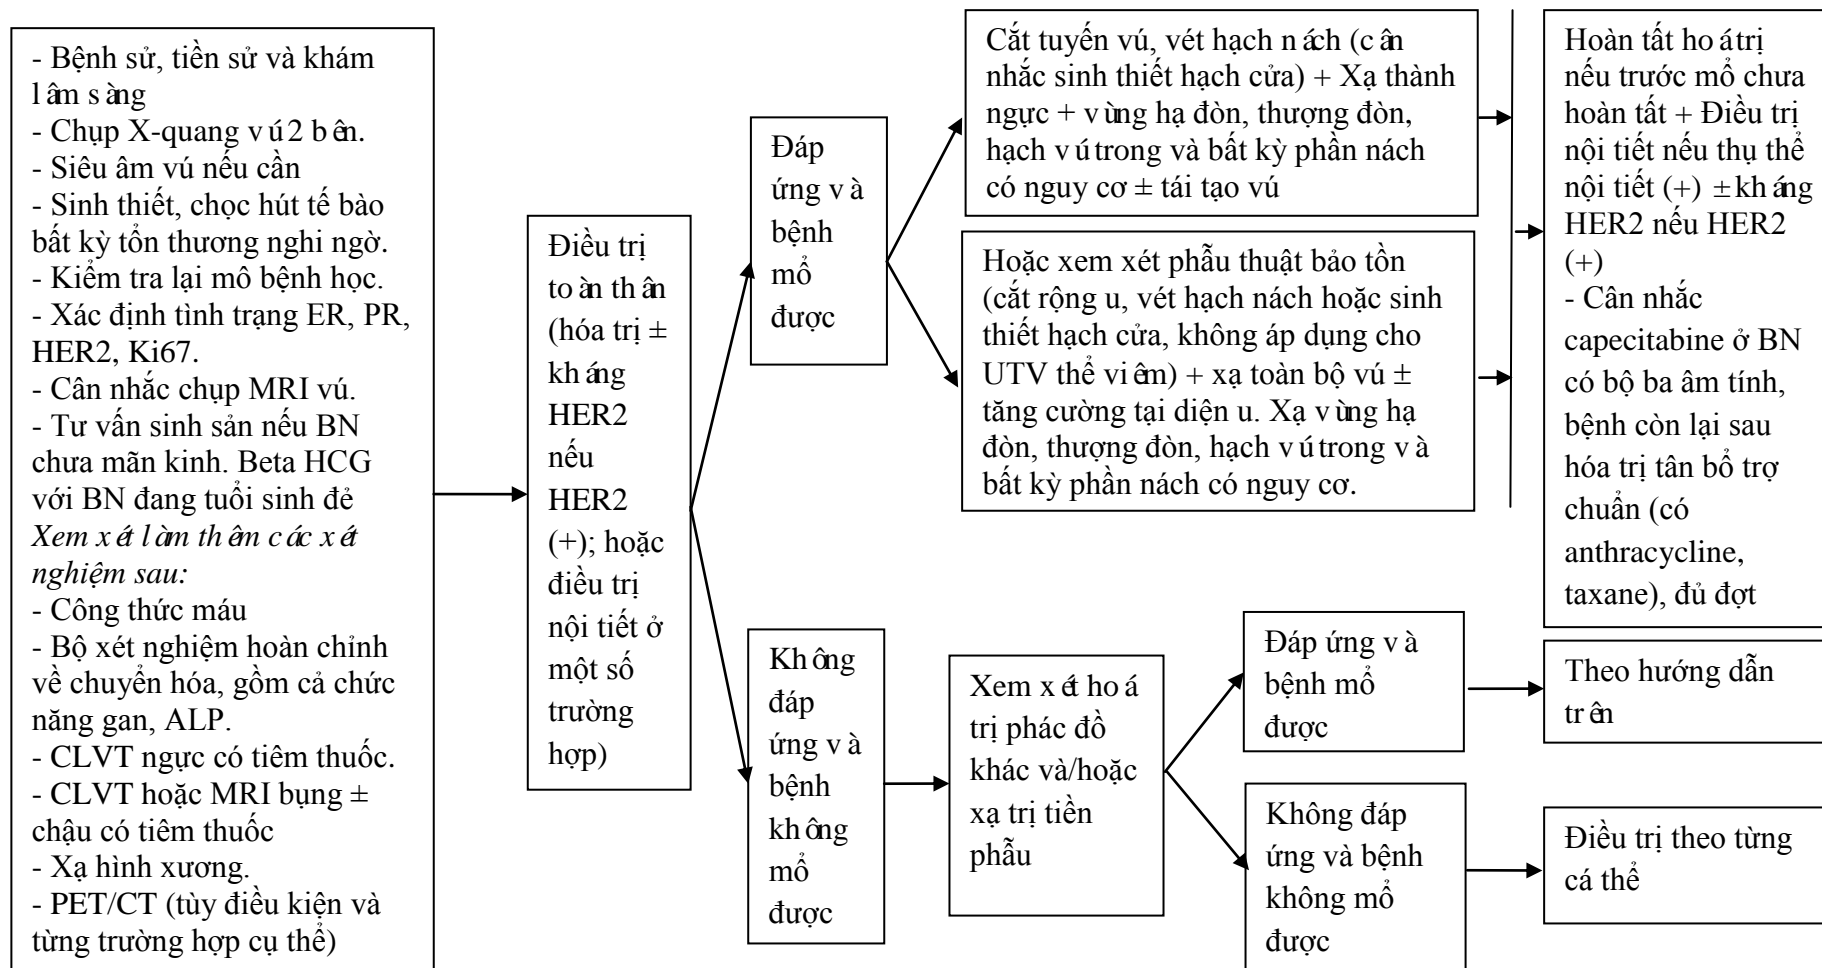 - Bệnh sử, tiền sử và khám
lâm sàng
- Chụp X-quang vú 2 bên.
- Siêu âm vú nếu cần
- Sinh thiết, chọc hút tế bào
bất kỳ tổn thương nghi ngờ.
- Kiểm tra lại mô bệnh học.
- Xác định tình trạng ER, PR,
HER2, Ki67.
- Cân nhắc chụp MRI vú.
- Tư vấn sinh sản nếu BN
chưa mãn kinh. Beta HCG
với BN đang tuổi sinh đẻ
Xem xét làm thêm các xét
nghiệm sau:
- Công thức máu
- Bộ xét nghiệm hoàn chỉnh
về chuyển hóa, gồm cả chức
năng gan, ALP.
- CLVT ngực có tiêm thuốc.
- CLVT hoặc MRI bụng ±
chậu có tiêm thuốc
- Xạ hình xương.
- PET/CT (tùy điều kiện và
từng trường hợp cụ thể)
Điều trị
toàn thân
(hóa trị ±
kháng
HER2
nếu
HER2
(+); hoặc
điều trị
nội tiết ở
một số
trường
hợp)
Đáp
ứng và
bệnh
mổ
được
Cắt tuyến vú, vét hạch nách (cân
nhắc sinh thiết hạch cửa) + Xạ thành
ngực + vùng hạ đòn, thượng đòn,
hạch vú trong và bất kỳ phần nách
có nguy cơ ± tái tạo vú
Hoặc xem xét phẫu thuật bảo tồn
(cắt rộng u, vét hạch nách hoặc sinh
thiết hạch cửa, không áp dụng cho
UTV thể viêm) + xạ toàn bộ vú ±
tăng cường tại diện u. Xạ vùng hạ
đòn, thượng đòn, hạch vú trong và
bất kỳ phần nách có nguy cơ.
Hoàn tất hoá trị
nếu trước mổ chưa
hoàn tất + Điều trị
nội tiết nếu thụ thể
nội tiết (+) ± kháng
HER2 nếu HER2
(+)
- Cân nhắc
capecitabine ở BN
có bộ ba âm tính,
bệnh còn lại sau
hóa trị tân bổ trợ
chuẩn (có
anthracycline,
taxane), đủ đợt
Không
đáp
ứng và
bệnh
không
mổ
được
Xem xét hoá
trị phác đồ
khác và/hoặc
xạ trị tiền
phẫu
Đáp ứng và
bệnh mổ
được
Theo hướng dẫn
trên
Không đáp
ứng và bệnh
không mổ
được
Điều trị theo từng
cá thể